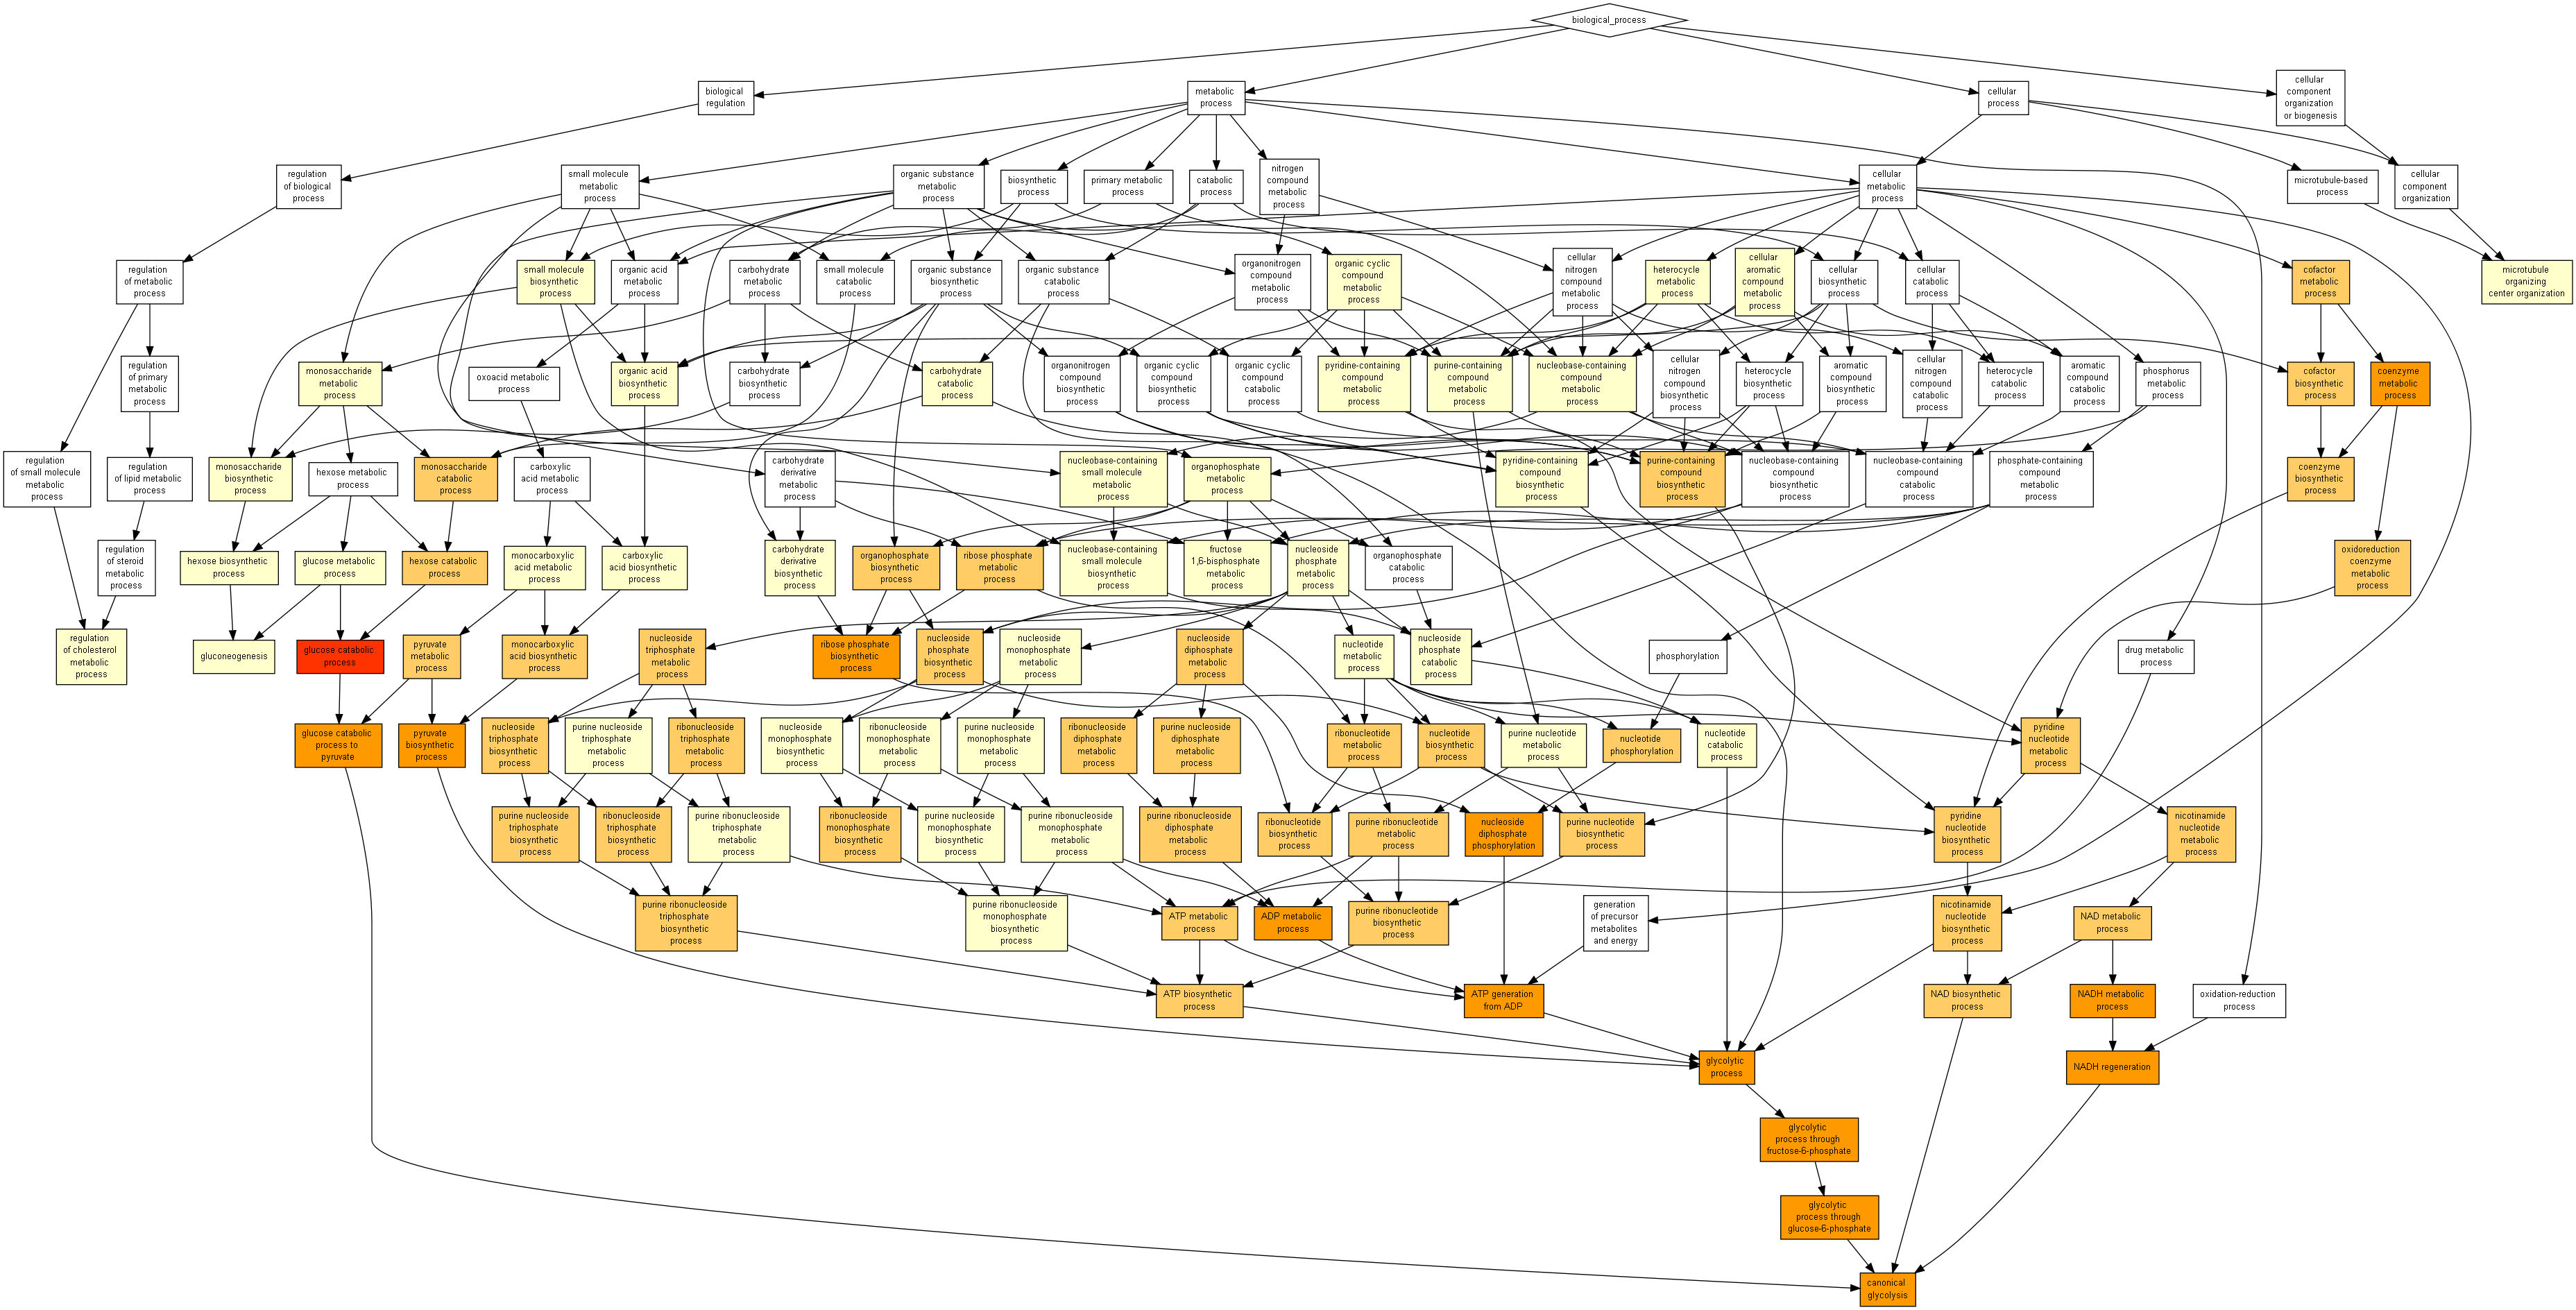 biological_process
biological
regulation
metabolic
process
cellular
process
cellular
component
organization
or biogenesis
regulation
of biological
process
small molecule
metabolic
process
organic substance
metabolic
process
biosynthetic
process
primary metabolic
process
catabolic
process
nitrogen
compound
metabolic
process
cellular
metabolic
process
microtubule-based
process
cellular
component
organization
regulation
of metabolic
process
small molecule
biosynthetic
process
organic acid
metabolic
process
carbohydrate
metabolic
process
small molecule
catabolic
process
organic substance
biosynthetic
process
organic substance
catabolic
process
organonitrogen
compound
metabolic
process
organic cyclic
compound
metabolic
process
cellular
nitrogen
compound
metabolic
process
heterocycle
metabolic
process
cellular
aromatic
compound
metabolic
process
cellular
biosynthetic
process
cellular
catabolic
process
cofactor
metabolic
process
microtubule
organizing
center organization
regulation
of primary
metabolic
process
monosaccharide
metabolic
process
oxoacid metabolic
process
organic acid
biosynthetic
process
carbohydrate
biosynthetic
process
carbohydrate
catabolic
process
organonitrogen
compound
biosynthetic
process
organic cyclic
compound
biosynthetic
process
organic cyclic
compound
catabolic
process
pyridine-containing
compound
metabolic
process
purine-containing
compound
metabolic
process
nucleobase-containing
compound
metabolic
process
cellular
nitrogen
compound
biosynthetic
process
heterocycle
biosynthetic
process
aromatic
compound
biosynthetic
process
cellular
nitrogen
compound
catabolic
process
heterocycle
catabolic
process
aromatic
compound
catabolic
process
phosphorus
metabolic
process
cofactor
biosynthetic
process
coenzyme
metabolic
process
regulation
of small molecule
metabolic
process
regulation
of lipid metabolic
process
monosaccharide
biosynthetic
process
hexose metabolic
process
monosaccharide
catabolic
process
carboxylic
acid metabolic
process
carbohydrate
derivative
metabolic
process
nucleobase-containing
small molecule
metabolic
process
organophosphate
metabolic
process
pyridine-containing
compound
biosynthetic
process
purine-containing
compound
biosynthetic
process
nucleobase-containing
compound
biosynthetic
process
nucleobase-containing
compound
catabolic
process
phosphate-containing
compound
metabolic
process
coenzyme
biosynthetic
process
regulation
of steroid
metabolic
process
hexose biosynthetic
process
glucose metabolic
process
hexose catabolic
process
monocarboxylic
acid metabolic
process
carboxylic
acid biosynthetic
process
carbohydrate
derivative
biosynthetic
process
organophosphate
biosynthetic
process
ribose phosphate
metabolic
process
nucleobase-containing
small molecule
biosynthetic
process
fructose
1,6-bisphosphate
metabolic
process
nucleoside
phosphate
metabolic
process
organophosphate
catabolic
process
oxidoreduction
coenzyme
metabolic
process
regulation
of cholesterol
metabolic
process
gluconeogenesis
glucose catabolic
process
pyruvate
metabolic
process
monocarboxylic
acid biosynthetic
process
nucleoside
triphosphate
metabolic
process
ribose phosphate
biosynthetic
process
nucleoside
phosphate
biosynthetic
process
nucleoside
monophosphate
metabolic
process
nucleoside
diphosphate
metabolic
process
nucleotide
metabolic
process
nucleoside
phosphate
catabolic
process
phosphorylation
drug metabolic
process
glucose catabolic
process to
pyruvate
pyruvate
biosynthetic
process
nucleoside
triphosphate
biosynthetic
process
purine nucleoside
triphosphate
metabolic
process
ribonucleoside
triphosphate
metabolic
process
nucleoside
monophosphate
biosynthetic
process
ribonucleoside
monophosphate
metabolic
process
purine nucleoside
monophosphate
metabolic
process
ribonucleoside
diphosphate
metabolic
process
purine nucleoside
diphosphate
metabolic
process
ribonucleotide
metabolic
process
nucleotide
biosynthetic
process
purine nucleotide
metabolic
process
nucleotide
phosphorylation
nucleotide
catabolic
process
pyridine
nucleotide
metabolic
process
purine nucleoside
triphosphate
biosynthetic
process
ribonucleoside
triphosphate
biosynthetic
process
purine ribonucleoside
triphosphate
metabolic
process
ribonucleoside
monophosphate
biosynthetic
process
purine nucleoside
monophosphate
biosynthetic
process
purine ribonucleoside
monophosphate
metabolic
process
purine ribonucleoside
diphosphate
metabolic
process
ribonucleotide
biosynthetic
process
purine ribonucleotide
metabolic
process
nucleoside
diphosphate
phosphorylation
purine nucleotide
biosynthetic
process
pyridine
nucleotide
biosynthetic
process
nicotinamide
nucleotide
metabolic
process
purine ribonucleoside
triphosphate
biosynthetic
process
purine ribonucleoside
monophosphate
biosynthetic
process
ATP metabolic
process
ADP metabolic
process
purine ribonucleotide
biosynthetic
process
generation
of precursor
metabolites
and energy
nicotinamide
nucleotide
biosynthetic
process
NAD metabolic
process
ATP biosynthetic
process
ATP generation
from ADP
NAD biosynthetic
process
NADH metabolic
process
oxidation-reduction
process
glycolytic
process
NADH regeneration
glycolytic
process through
fructose-6-phosphate
glycolytic
process through
glucose-6-phosphate
canonical
glycolysis